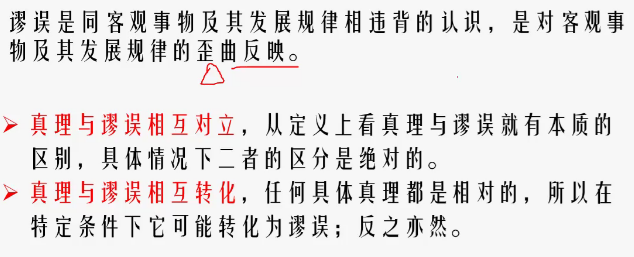 谬误是同客观事物及其发展规律相违背的认识，是对客观事
物及其发展规律的歪曲反映。
真理与谬误相互对立，从定义上看真理与谬误就有本质的
区别，具体情况下二者的区分是绝对的。
真理与谬误相互转化，任何具体真理都是相对的，所以在
特定条件下它可能转化为谬误；反之亦然。